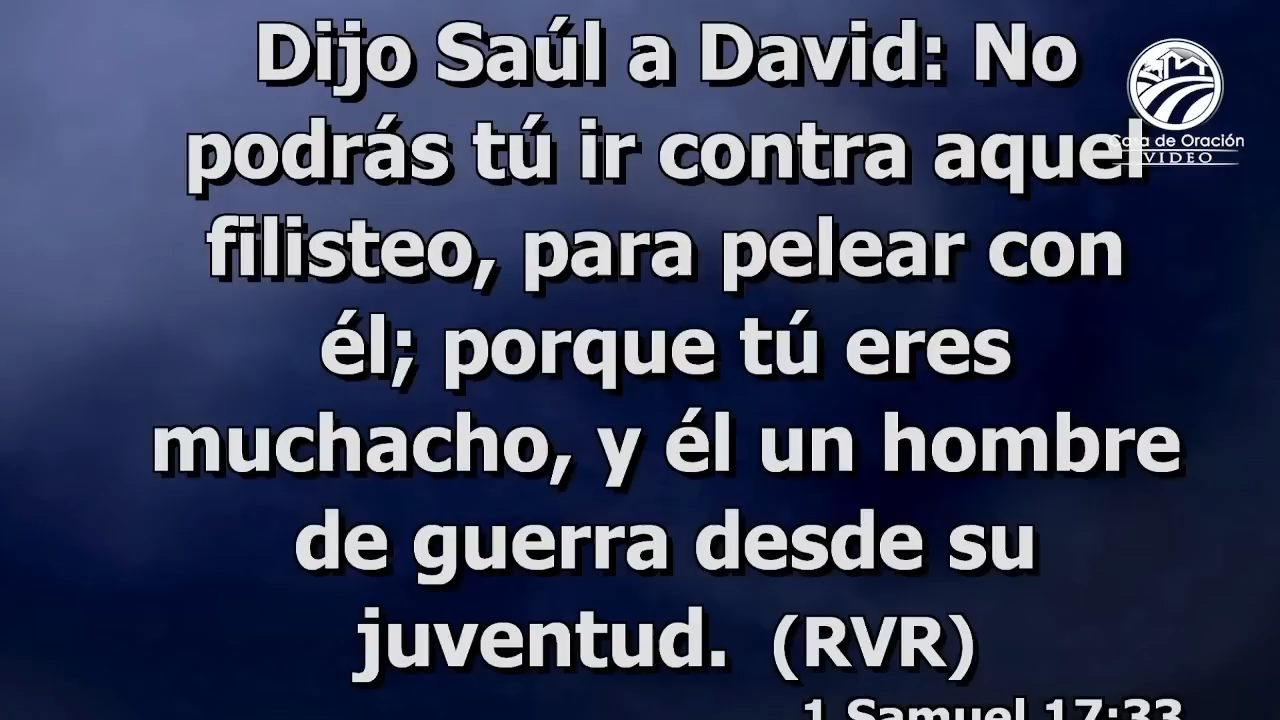 Dijo Saúl a David: No
podrás tú ir contra aquel
filisteo, para pelear con
él; porque tú eres
muchacho, y él un hombre
de guerra desde su
juventud. (RVR)
1 Samuel 17:33
Casa de Oración
VIDEO